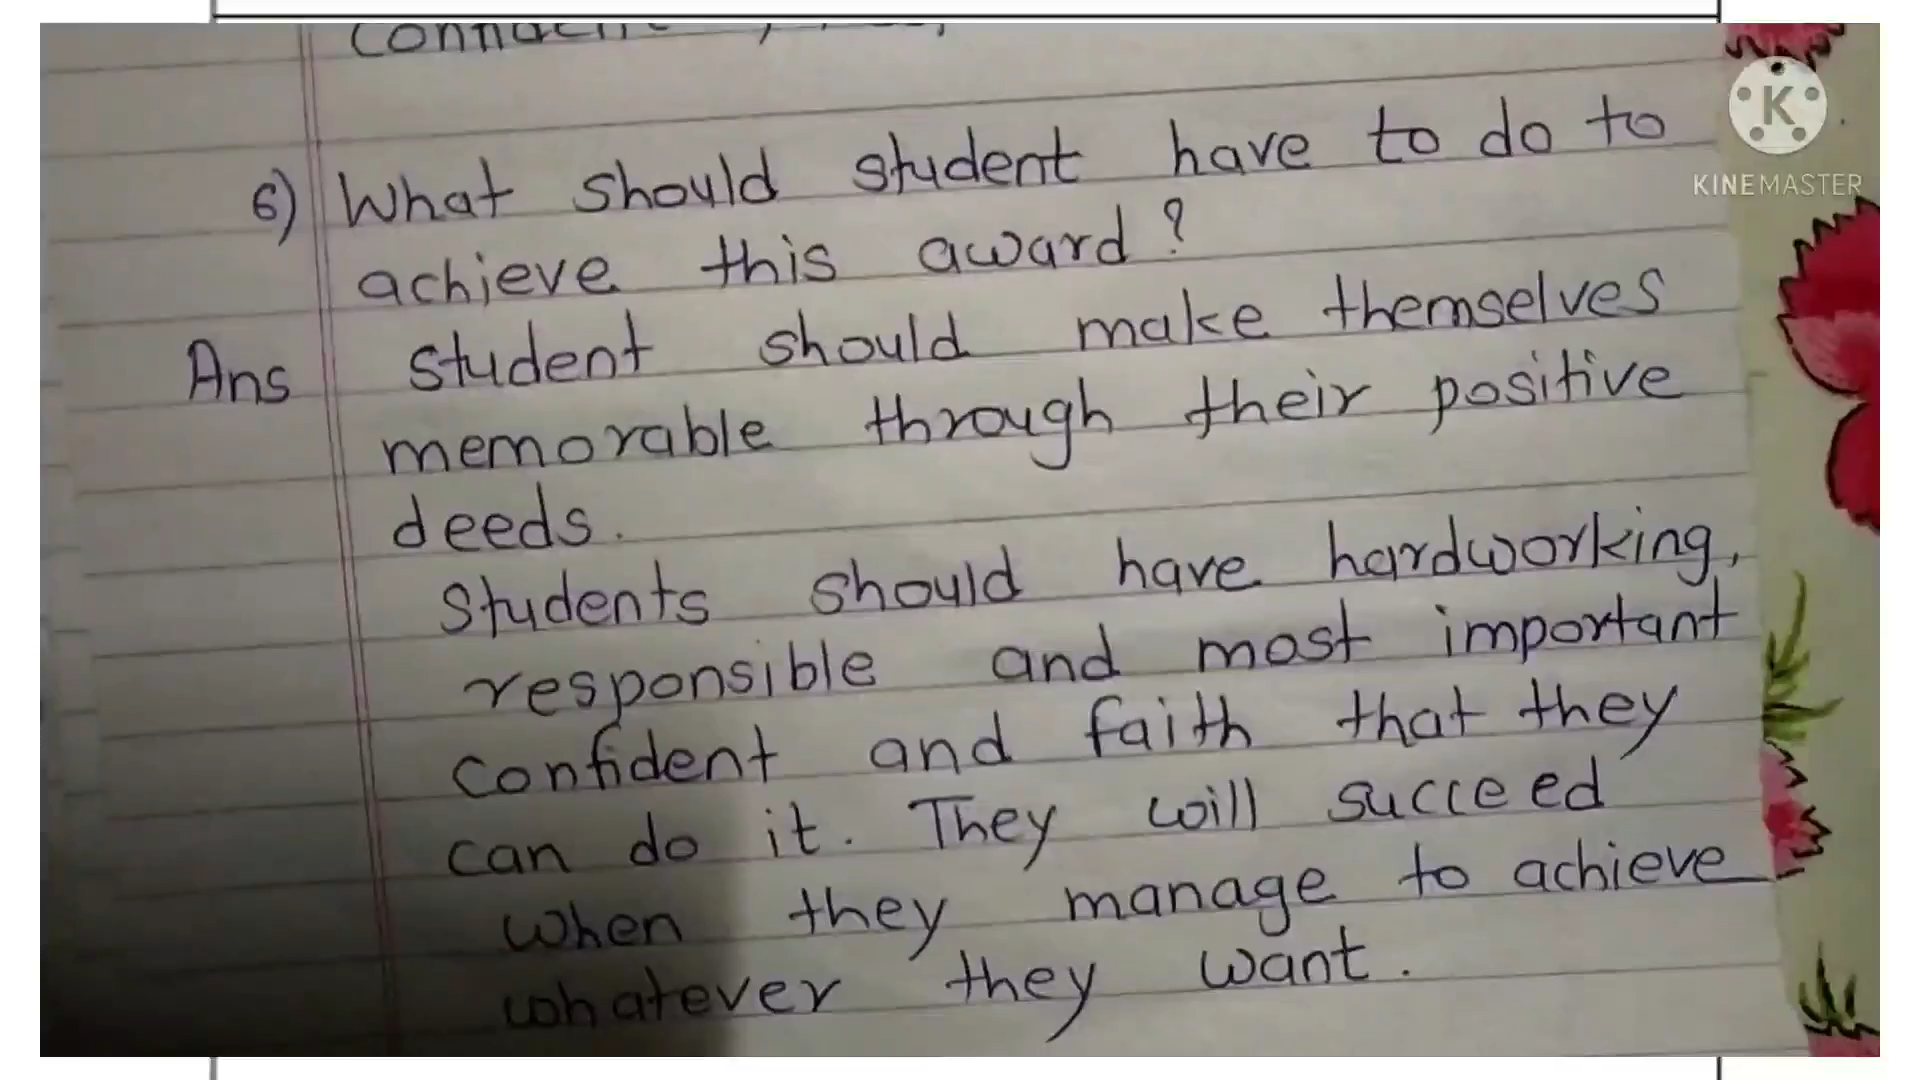 6) What should student have to do to
achieve this award?
Ans student should make themselves
memorable through their positive
deeds.
Students should have hardworking,
responsible and most important
confident and faith that they
can do it. They will succeed
when they manage to achieve
whatever they want.
K
KINEMASTER